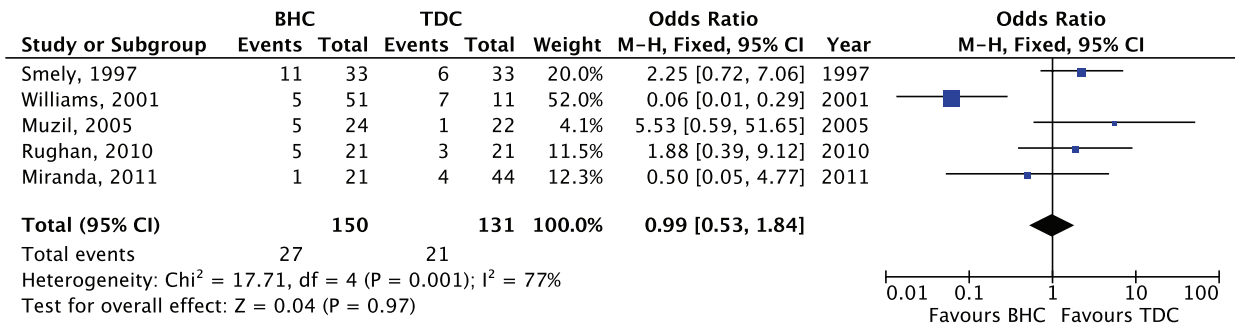 BHC TDC Odds Ratio Odds Ratio
Study or Subgroup Events Total Events Total Weight M-H, Fixed, 95% CI Year M-H, Fixed, 95% CI
Smely, 1997 11 33 6 33 20.0% 2.25 [0.72, 7.06] 1997
Williams, 2001 5 51 7 11 52.0% 0.06 [0.01, 0.29] 2001
Muzil, 2005 5 24 1 22 4.1% 5.53 [0.59, 51.65] 2005
Rughan, 2010 5 21 3 21 11.5% 1.88 [0.39, 9.12] 2010
Miranda, 2011 1 21 4 44 12.3% 0.50 [0.05, 4.77] 2011
Total (95% CI) 150 131 100.0% 0.99 [0.53, 1.84]
Total events 27 21
Heterogeneity: Chi² = 17.71, df = 4 (P = 0.001); I² = 77%
Test for overall effect: Z = 0.04 (P = 0.97)
0.01 0.1 1 10 100
Favours BHC Favours TDC